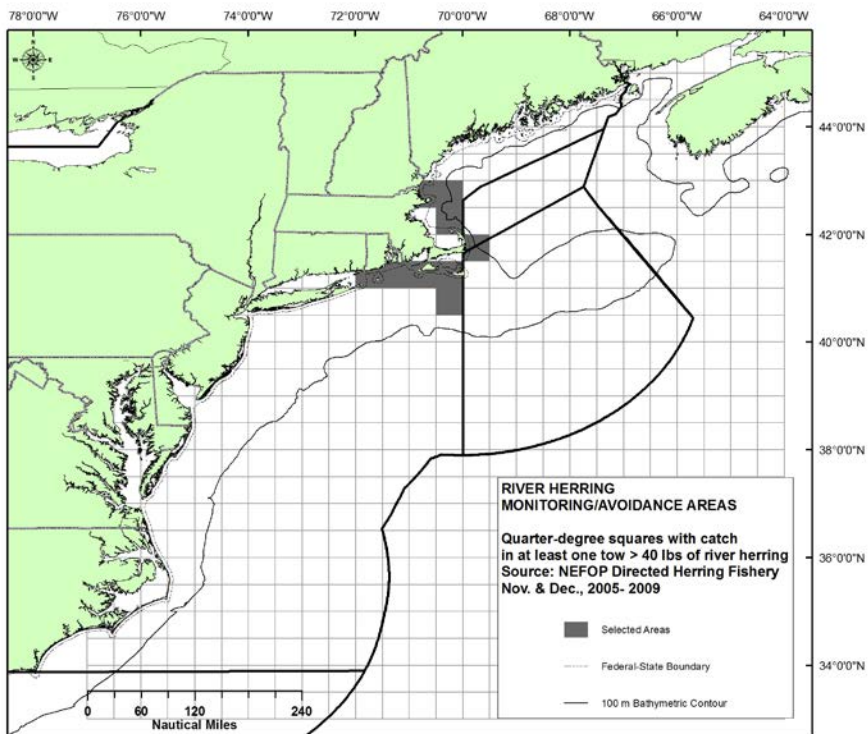 78°0'0"W 76°0'0"W 74°0'0"W 72°0'0"W 70°0'0"W 68°0'0"W 66°0'0"W 64°0'0"W
N
W E
S
44°0'0"N
42°0'0"N
40°0'0"N
38°0'0"N
RIVER HERRING
MONITORING/AVOIDANCE AREAS
Quarter-degree squares with catch
in at least one tow > 40 lbs of river herring
Source: NEFOP Directed Herring Fishery
Nov. & Dec., 2005- 2009
36°0'0"N
Selected Areas
Federal-State Boundary
34°0'0"N
100 m Bathymetric Contour
0 60 120 240
Nautical Miles